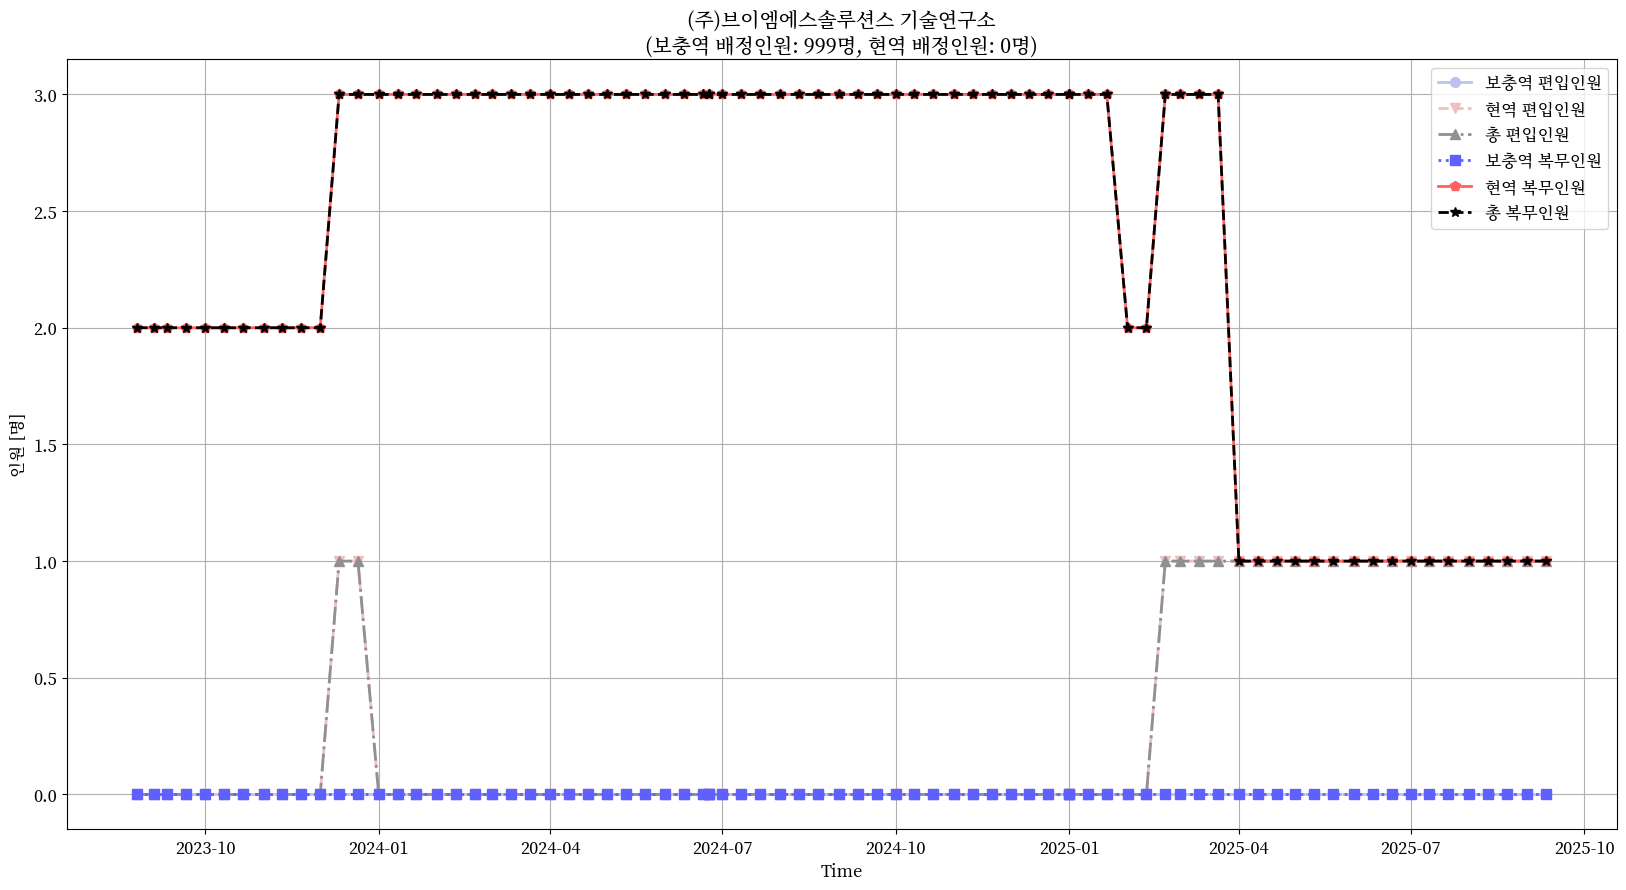 (주)브이엠에스솔루션스 기술연구소
(보충역 배정인원: 999명, 현역 배정인원: 0명)
보충역 편입인원
현역 편입인원
총 편입인원
보충역 복무인원
현역 복무인원
총 복무인원
인원 [명]
3.0
2.5
2.0
1.5
1.0
0.5
0.0
2023-10
2024-01
2024-04
2024-07
2024-10
2025-01
2025-04
2025-07
2025-10
Time